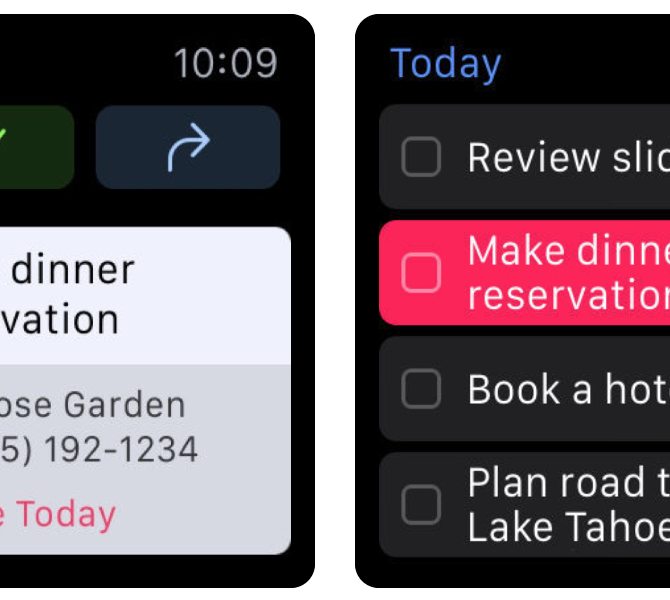 10:09
dinner
vation
ose Garden
5) 192-1234
e Today
Today
Review slic
Make dinne
reservation
Book a hote
Plan road t
Lake Tahoe